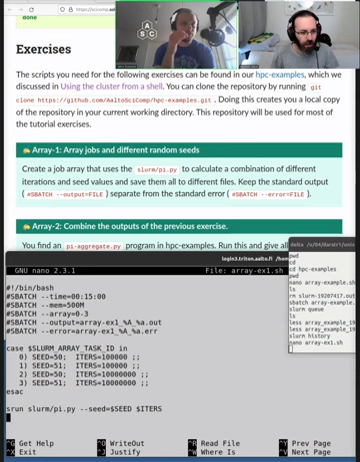 done
https://scicomp.aalt
A
S C
Exercises
The scripts you need for the following exercises can be found in our hpc-examples, which we
discussed in Using the cluster from a shell. You can clone the repository by running git
clone https://github.com/AaltoSciComp/hpc-examples.git . Doing this creates you a local copy
of the repository in your current working directory. This repository will be used for most of
the tutorial exercises.
Array-1: Array jobs and different random seeds
Create a job array that uses the slurm/pi.py to calculate a combination of different
iterations and seed values and save them all to different files. Keep the standard output
( #SBATCH --output=FILE ) separate from the standard error ( #SBATCH --error=FILE ).
Array-2: Combine the outputs of the previous exercise.
You find an pi-aggregate.py program in hpc-examples. Run this and give all
login3.triton.aalto.fi /hom
GNU nano 2.3.1 File: array-ex1.sh
#!/bin/bash
#SBATCH --time=00:15:00
#SBATCH --mem=500M
#SBATCH --array=0-3
#SBATCH --output=array-ex1_%A_%a.out
#SBATCH --error=array-ex1_%A_%a.err
case $SLURM_ARRAY_TASK_ID in
0) SEED=50; ITERS=100000 ;;
1) SEED=51; ITERS=100000 ;;
2) SEED=50; ITERS=10000000 ;;
3) SEED=51; ITERS=10000000 ;;
esac
srun slurm/pi.py --seed=$SEED $ITERS
^G Get Help ^O WriteOut ^R Read File ^Y Prev Page
^X Exit ^J Justify ^W Where Is ^V Next Page
pwd
cd
cd hpc-examples
pwd
nano array-example.sh
ls
rm slurm-19207417.out
sbatch array-example.
slurm queue
ls
less array_example_19
less array_example_19
slurm history
nano array-ex1.sh